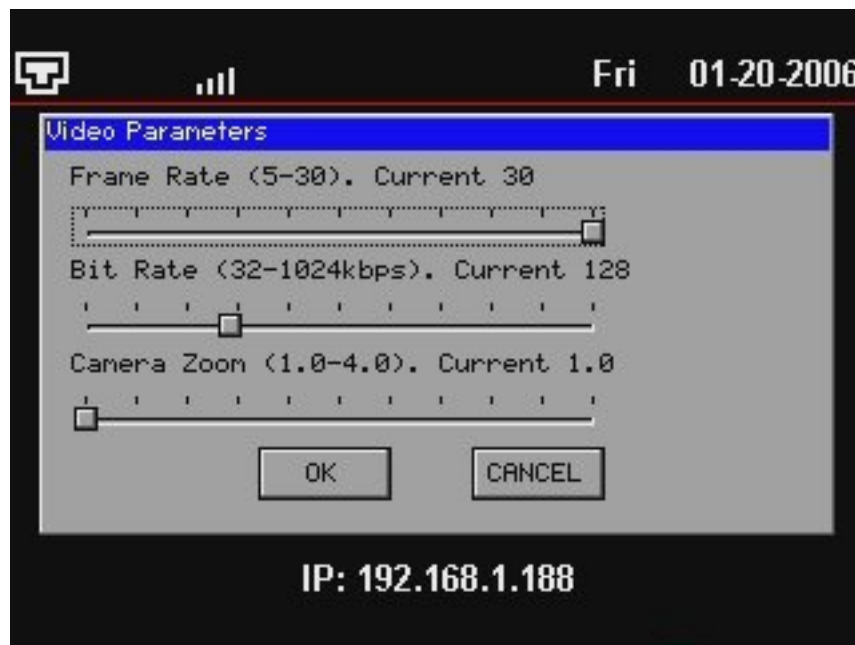 Fri 01-20-2006
Video Parameters
Frame Rate (5-30). Current 30
Bit Rate (32-1024kbps). Current 128
Camera Zoom (1.0-4.0). Current 1.0
OK CANCEL
IP: 192.168.1.188